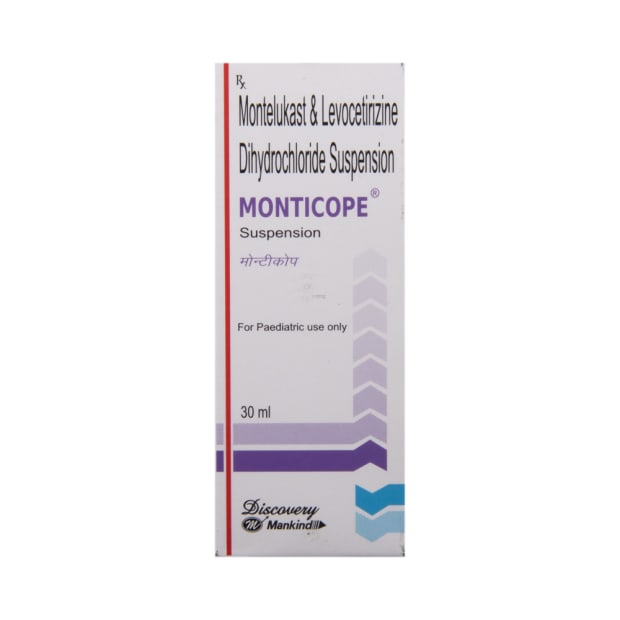 Rx
Montelukast & Levocetirizine
Dihydrochloride Suspension
MONTICOPE®
Suspension
मोन्टीकोप
For Paediatric use only
30 ml
Discovery
M Mankind